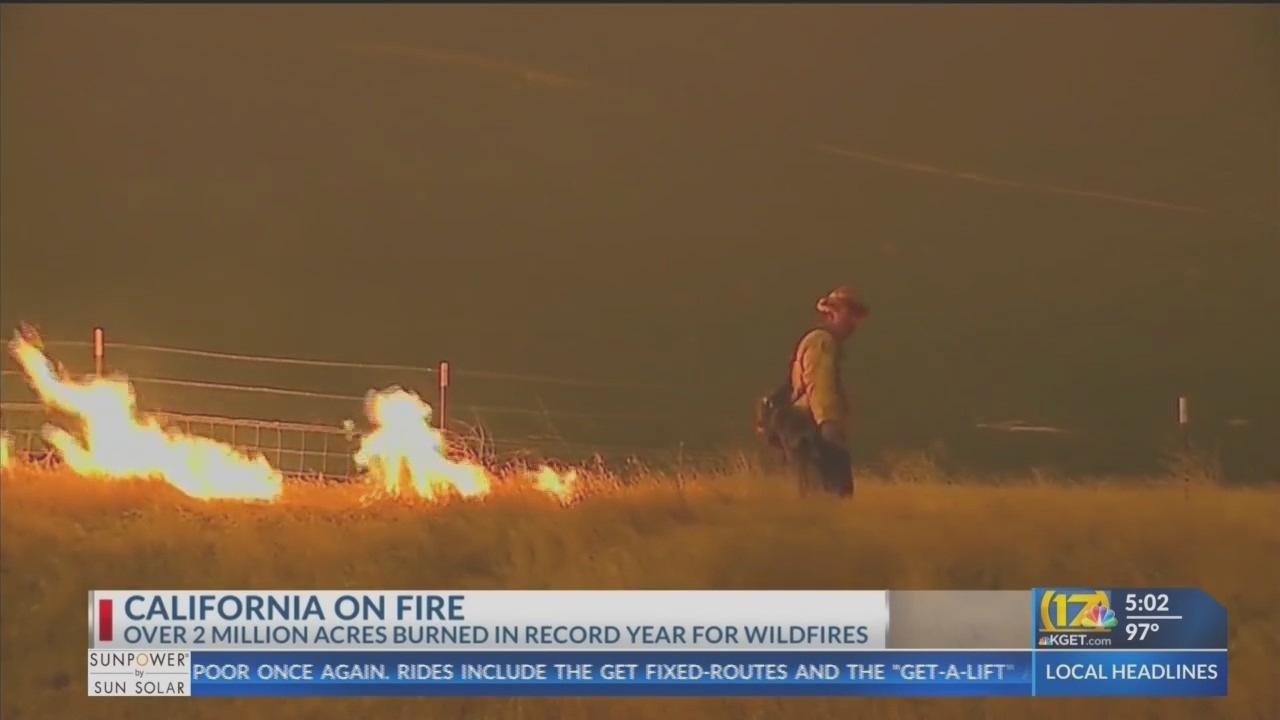 CALIFORNIA ON FIRE
OVER 2 MILLION ACRES BURNED IN RECORD YEAR FOR WILDFIRES
17
KGET.com
5:02
97°
SUNPOWER®
by
SUN SOLAR
POOR ONCE AGAIN. RIDES INCLUDE THE GET FIXED-ROUTES AND THE "GET-A-LIFT"
LOCAL HEADLINES